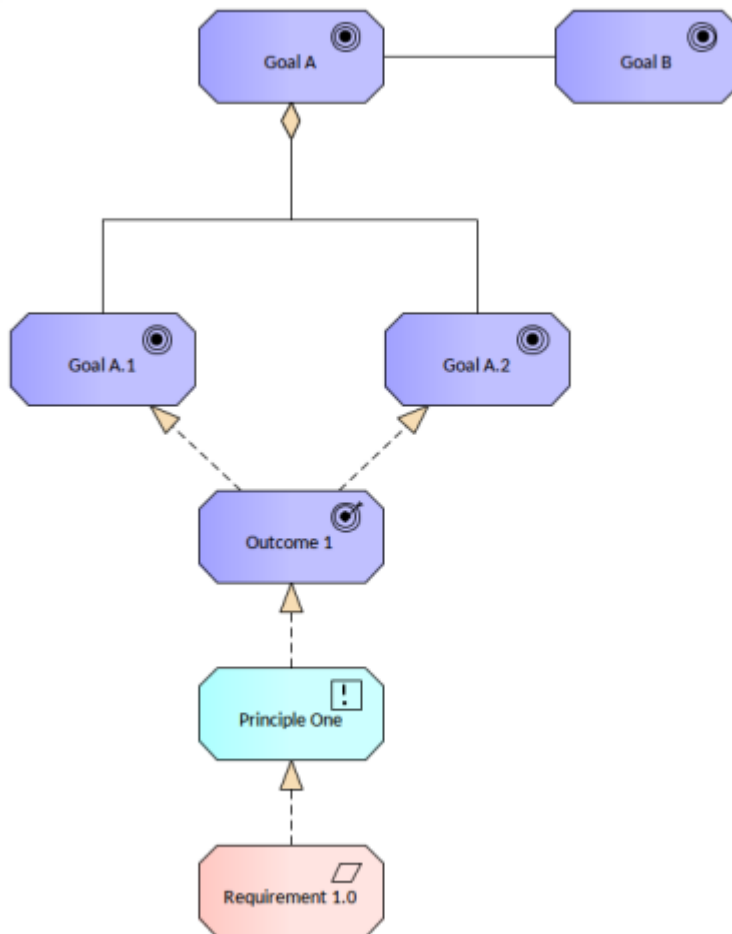 Goal A
Goal B
Goal A.1
Goal A.2
Outcome 1
Principle One
Requirement 1.0